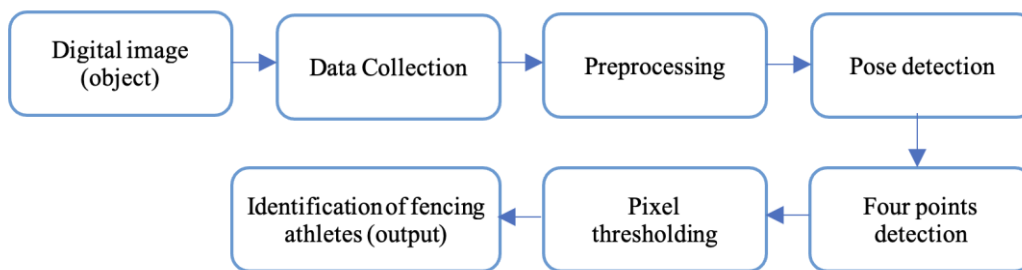 Digital image
(object)
Data Collection
Preprocessing
Pose detection
Four points
detection
Pixel
thresholding
Identification of fencing
athletes (output)